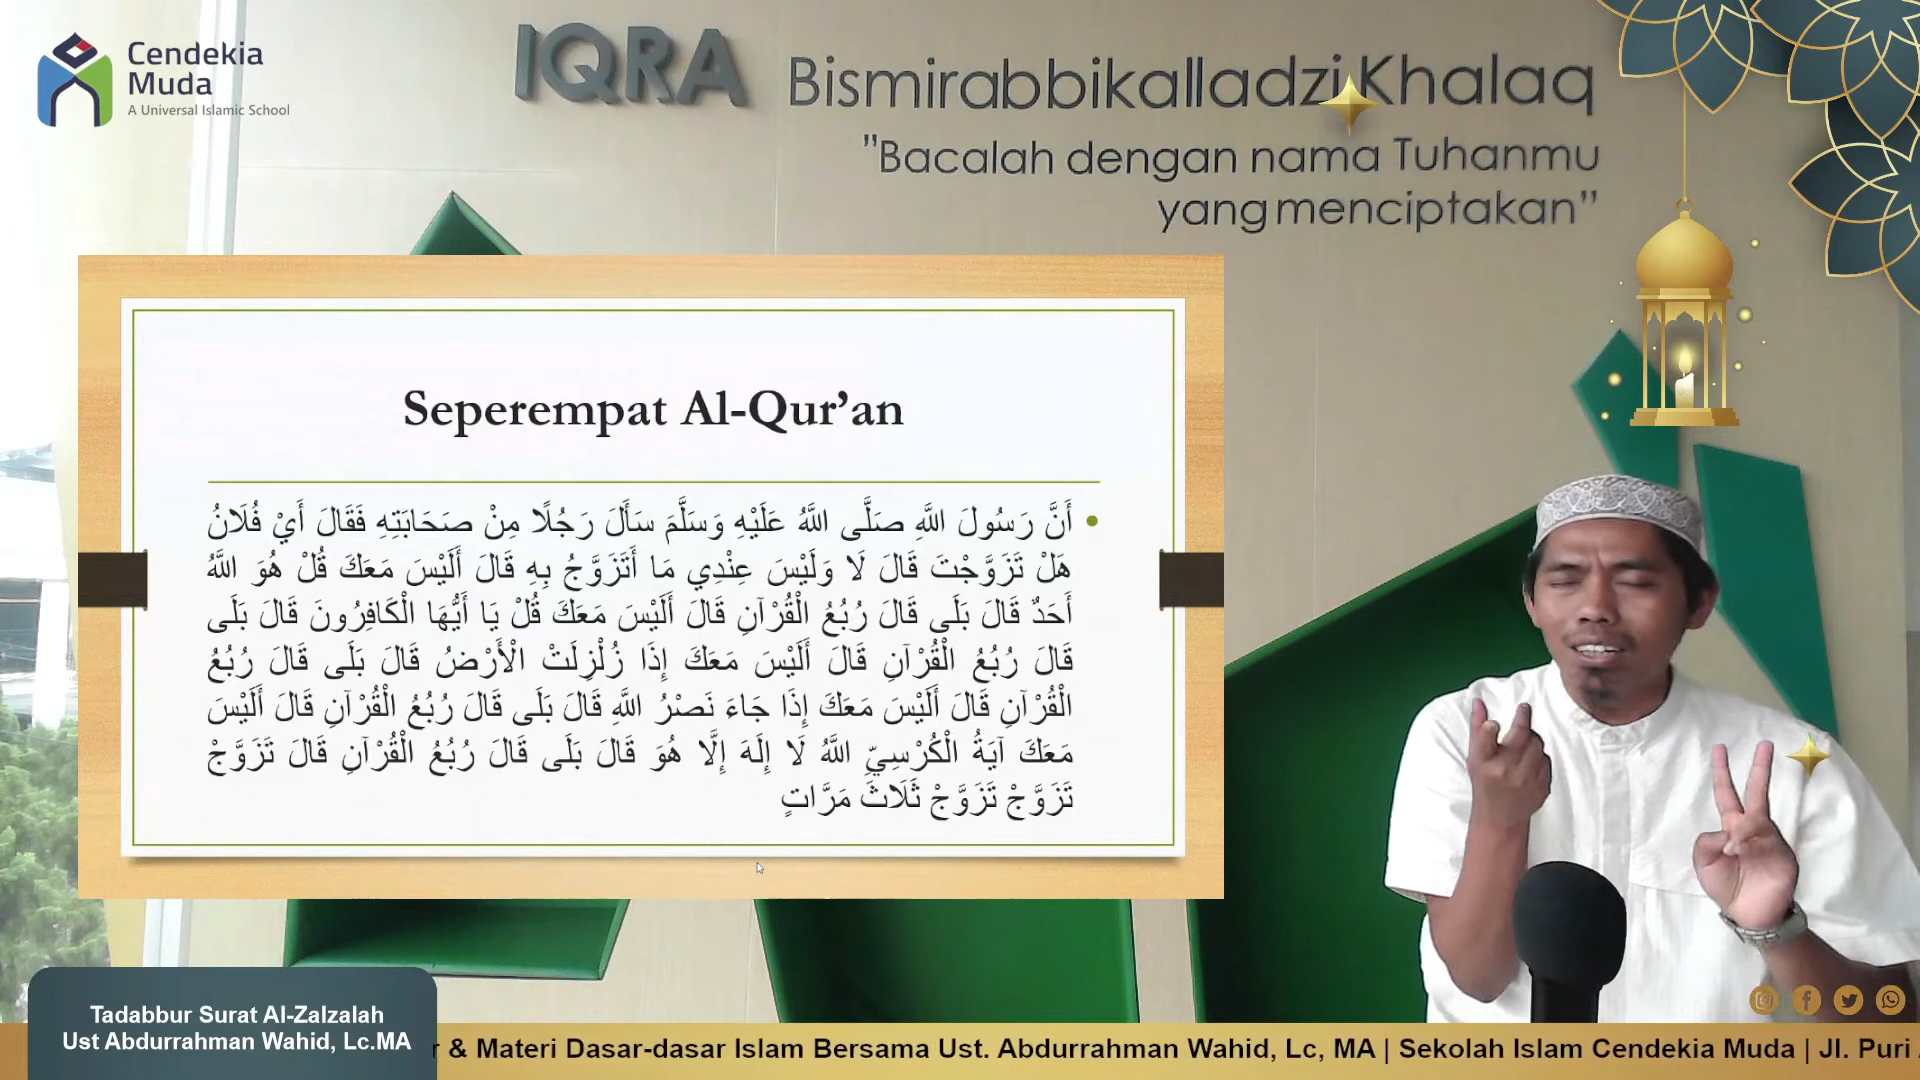 Cendekia
Muda
A Universal Islamic School
IQRA
Bismirabbikalladzi Khalaq
"Bacalah dengan nama Tuhanmu
yang menciptakan"
Seperempat Al-Qur’an
أَنَّ رَسُولَ اللَّهِ صَلَّى اللَّهُ عَلَيْهِ وَسَلَّمَ سَأَلَ رَجُلًا مِنْ صَحَابَتِهِ فَقَالَ أَيْ فُلَانُ
هَلْ تَزَوَّجْتَ قَالَ لَا وَلَيْسَ عِنْدِي مَا أَتَزَوَّجُ بِهِ قَالَ أَلَيْسَ مَعَكَ قُلْ هُوَ اللَّهُ
أَحَدٌ قَالَ بَلَى قَالَ رُبُعُ الْقُرْآنِ قَالَ أَلَيْسَ مَعَكَ قُلْ يَا أَيُّهَا الْكَافِرُونَ قَالَ بَلَى
قَالَ رُبُعُ الْقُرْآنِ قَالَ أَلَيْسَ مَعَكَ إِذَا زُلْزِلَتْ الْأَرْضُ قَالَ بَلَى قَالَ رُبُعُ
الْقُرْآنِ قَالَ أَلَيْسَ مَعَكَ إِذَا جَاءَ نَصْرُ اللَّهِ قَالَ بَلَى قَالَ رُبُعُ الْقُرْآنِ قَالَ أَلَيْسَ
مَعَكَ آيَةُ الْكُرْسِيِّ اللَّهُ لَا إِلَهَ إِلَّا هُوَ قَالَ بَلَى قَالَ رُبُعُ الْقُرْآنِ قَالَ تَزَوَّجْ
تَزَوَّجْ تَزَوَّجْ ثَلَاثَ مَرَّاتٍ
Tadabbur Surat Al-Zalzalah
Ust Abdurrahman Wahid, Lc.MA
& Materi Dasar-dasar Islam Bersama Ust. Abdurrahman Wahid, Lc, MA | Sekolah Islam Cendekia Muda | Jl. Puri